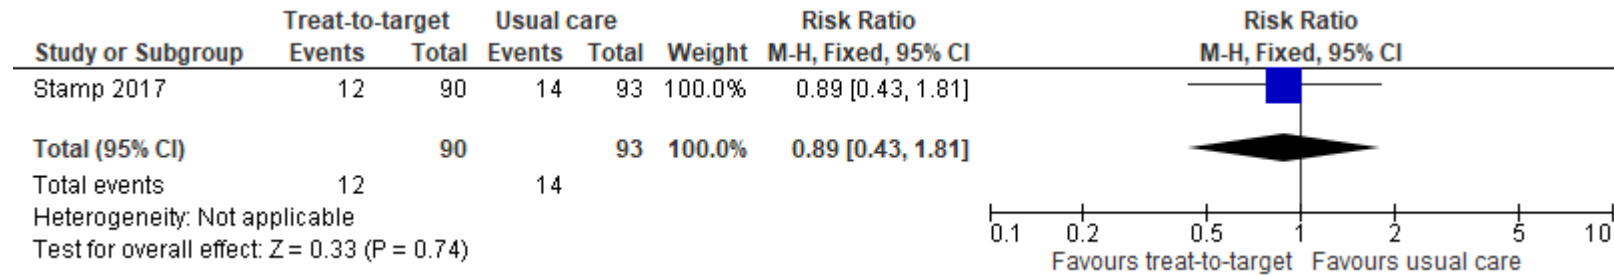 Treat-to-target Usual care Risk Ratio Risk Ratio
Study or Subgroup Events Total Events Total Weight M-H, Fixed, 95% CI M-H, Fixed, 95% CI
Stamp 2017 12 90 14 93 100.0% 0.89 [0.43, 1.81]
Total (95% CI) 90 93 100.0% 0.89 [0.43, 1.81]
Total events 12 14
Heterogeneity: Not applicable
Test for overall effect: Z = 0.33 (P = 0.74)
0.1 0.2 0.5 1 2 5 10
Favours treat-to-target Favours usual care